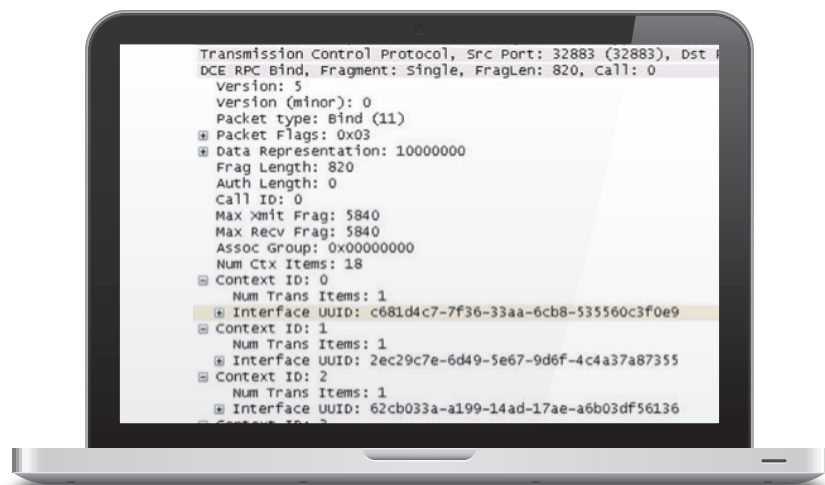 Transmission Control Protocol, Src Port: 32883 (32883), Dst
DCE RPC Bind, Fragment: Single, FragLen: 820, Call: 0
Version: 5
Version (minor): 0
Packet type: Bind (11)
Packet Flags: 0x03
Data Representation: 10000000
Frag Length: 820
Auth Length: 0
Call ID: 0
Max Xmit Frag: 5840
Max Recv Frag: 5840
Assoc Group: 0x00000000
Num Ctx Items: 18
Context ID: 0
Num Trans Items: 1
Interface UUID: c681d4c7-7f36-33aa-6cb8-535560c3f0e9
Context ID: 1
Num Trans Items: 1
Interface UUID: 2ec29c7e-6d49-5e67-9d6f-4c4a37a87355
Context ID: 2
Num Trans Items: 1
Interface UUID: 62cb033a-a199-14ad-17ae-a6b03df56136